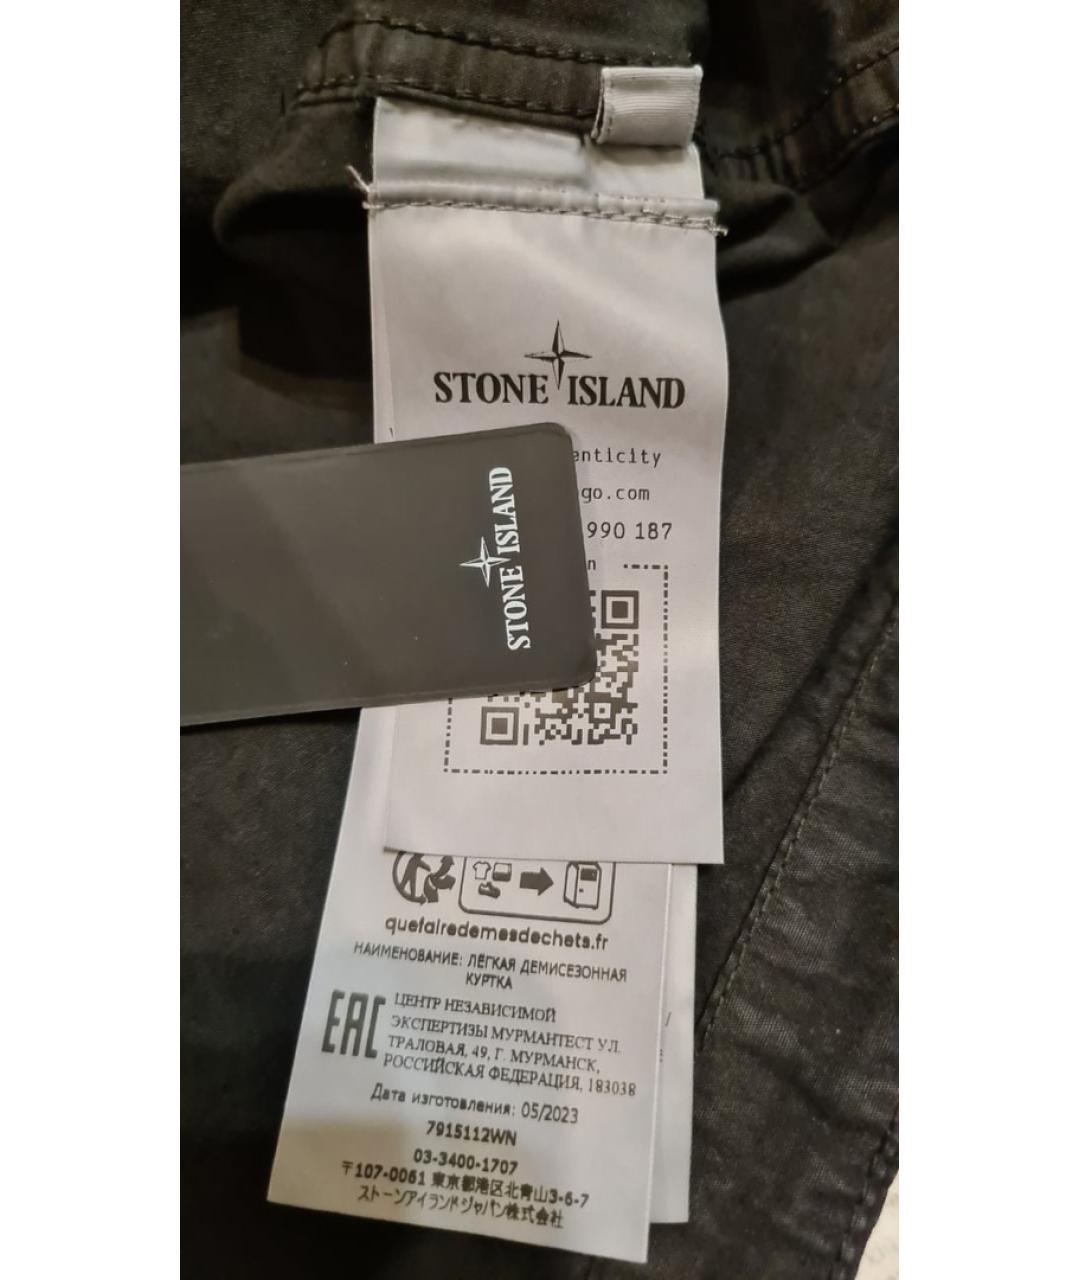 STONE ISLAND
enticity
go.com
990 187
STONE ISLAND
quefairedemesdechets.fr
НАИМЕНОВАНИЕ: ЛЁГКАЯ ДЕМИСЕЗОННАЯ
КУРТКА
EAC
ЦЕНТР НЕЗАВИСИМОЙ
ЭКСПЕРТИЗЫ МУРМАНТЕСТ УЛ.
ТРАЛОВАЯ, 49, Г. МУРМАНСК,
РОССИЙСКАЯ ФЕДЕРАЦИЯ, 183038
Дата изготовления: 05/2023
7915112WN
03-3400-1707
〒107-0061 東京都港区北青山3-6-7
ストーンアイランドジャパン株式会社